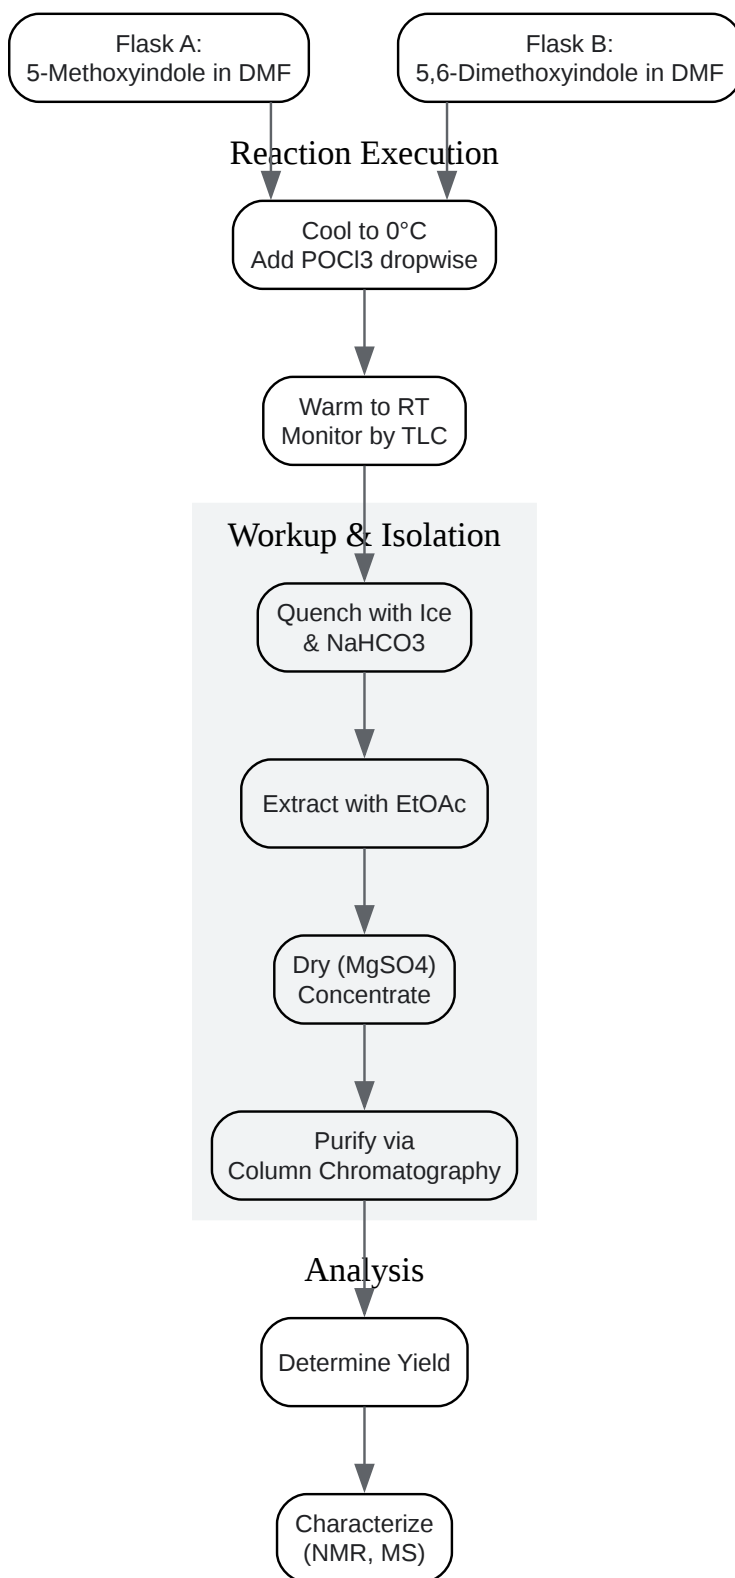 Flask A:
5-Methoxyindole in DMF
Flask B:
5,6-Dimethoxyindole in DMF
Reaction Execution
Cool to 0°C
Add POCl3 dropwise
Warm to RT
Monitor by TLC
Workup & Isolation
Quench with Ice
& NaHCO3
Extract with EtOAc
Dry (MgSO4)
Concentrate
Purify via
Column Chromatography
Analysis
Determine Yield
Characterize
(NMR, MS)